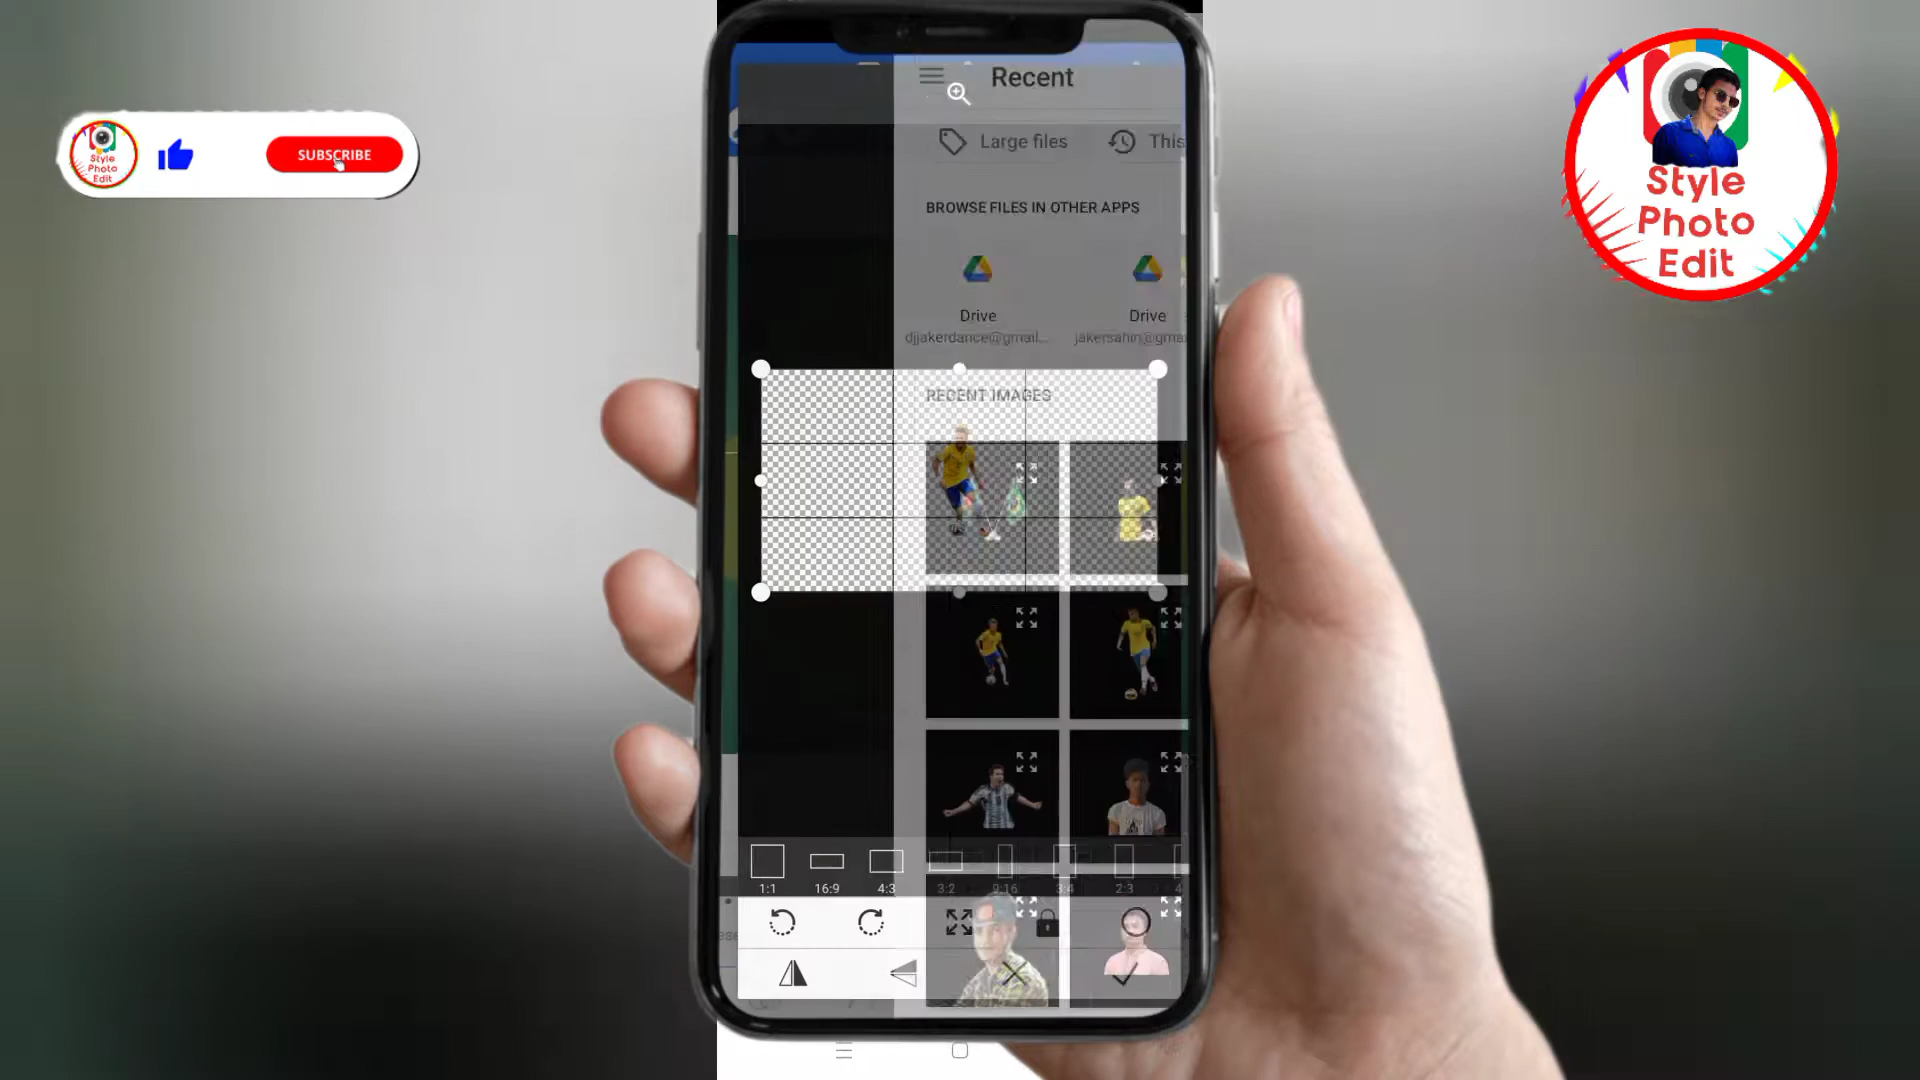 Recent
Large files
This
BROWSE FILES IN OTHER APPS
Drive
Drive
djjakerdance@gmail...
jakersahin@gma
RECENT IMAGES
1:1
16:9
4:3
3:2
9:16
3:4
2:3
4
Style
Photo
Edit
SUBSCRIBE
Style
Photo
Edit